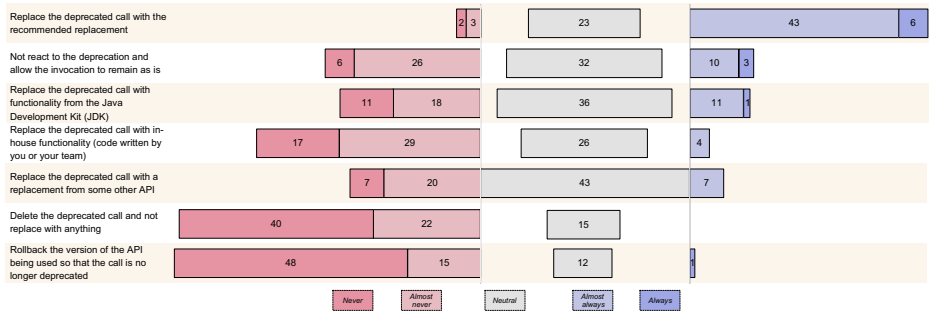 Replace the deprecated call with the
recommended replacement
2 3 23 43 6
Not react to the deprecation and
allow the invocation to remain as is
6 26 32 10 3
Replace the deprecated call with
functionality from the Java
Development Kit (JDK)
11 18 36 11 1
Replace the deprecated call with in-
house functionality (code written by
you or your team)
17 29 26 4
Replace the deprecated call with a
replacement from some other API
7 20 43 7
Delete the deprecated call and not
replace with anything
40 22 15
Rollback the version of the API
being used so that the call is no
longer deprecated
48 15 12 1
Never
Almost
never
Neutral
Almost
always
Always